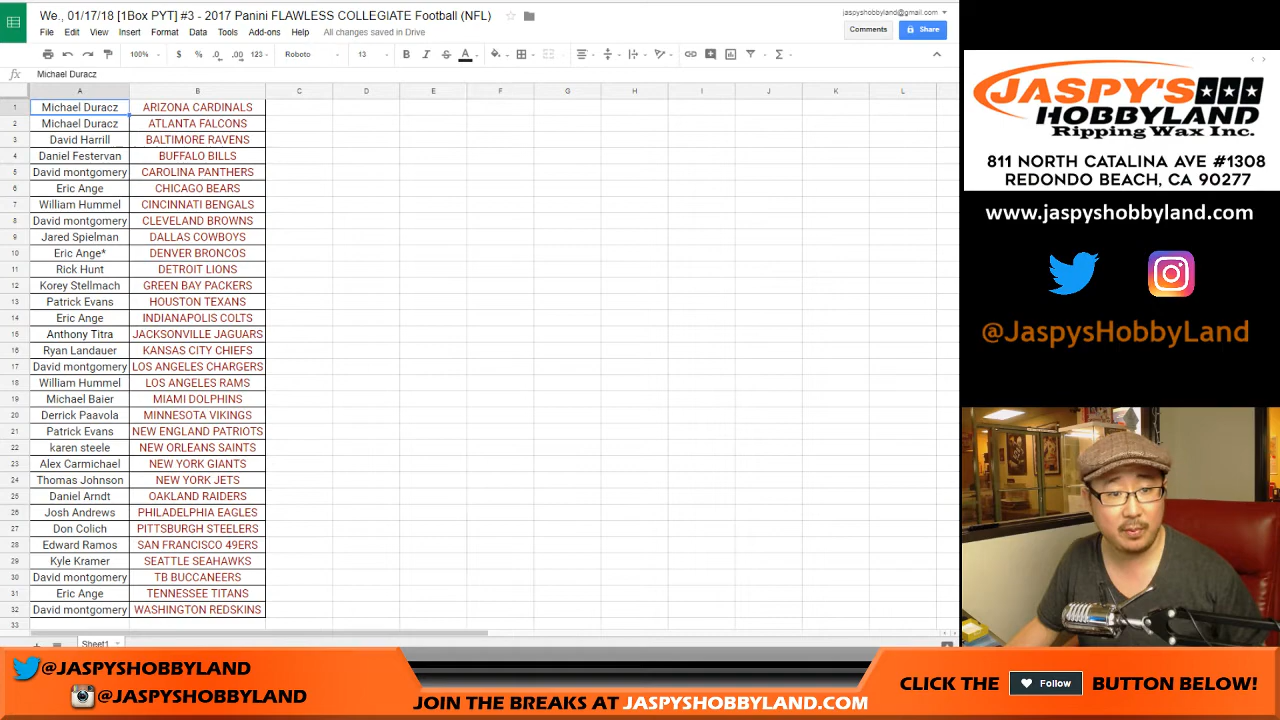 We., 01/17/18 [1Box PYT] #3 - 2017 Panini FLAWLESS COLLEGIATE Football (NFL)
jaspyshobbyland@gmail.com
File Edit View Insert Format Data Tools Add-ons Help All changes saved in Drive
Comments Share
100% $ % .0 .00 123 Roboto 13 B I S A
fx Michael Duracz
A B C D E F G H I J K L
1 Michael Duracz ARIZONA CARDINALS
2 Michael Duracz ATLANTA FALCONS
3 David Harrill BALTIMORE RAVENS
4 Daniel Festervan BUFFALO BILLS
5 David montgomery CAROLINA PANTHERS
6 Eric Ange CHICAGO BEARS
7 William Hummel CINCINNATI BENGALS
8 David montgomery CLEVELAND BROWNS
9 Jared Spielman DALLAS COWBOYS
10 Eric Ange* DENVER BRONCOS
11 Rick Hunt DETROIT LIONS
12 Korey Stellmach GREEN BAY PACKERS
13 Patrick Evans HOUSTON TEXANS
14 Eric Ange INDIANAPOLIS COLTS
15 Anthony Titra JACKSONVILLE JAGUARS
16 Ryan Landauer KANSAS CITY CHIEFS
17 David montgomery LOS ANGELES CHARGERS
18 William Hummel LOS ANGELES RAMS
19 Michael Baier MIAMI DOLPHINS
20 Derrick Paavola MINNESOTA VIKINGS
21 Patrick Evans NEW ENGLAND PATRIOTS
22 karen steele NEW ORLEANS SAINTS
23 Alex Carmichael NEW YORK GIANTS
24 Thomas Johnson NEW YORK JETS
25 Daniel Arndt OAKLAND RAIDERS
26 Josh Andrews PHILADELPHIA EAGLES
27 Don Colich PITTSBURGH STEELERS
28 Edward Ramos SAN FRANCISCO 49ERS
29 Kyle Kramer SEATTLE SEAHAWKS
30 David montgomery TB BUCCANEERS
31 Eric Ange TENNESSEE TITANS
32 David montgomery WASHINGTON REDSKINS
33
Sheet1
JASPY'S
HOBBYLAND
Ripping Wax Inc.
811 NORTH CATALINA AVE #1308
REDONDO BEACH, CA 90277
www.jaspyshobbyland.com
@JaspysHobbyLand
@JASPYSHOBBYLAND
@JASPYSHOBBYLAND
JOIN THE BREAKS AT JASPYSHOBBYLAND.COM
CLICK THE Follow BUTTON BELOW!